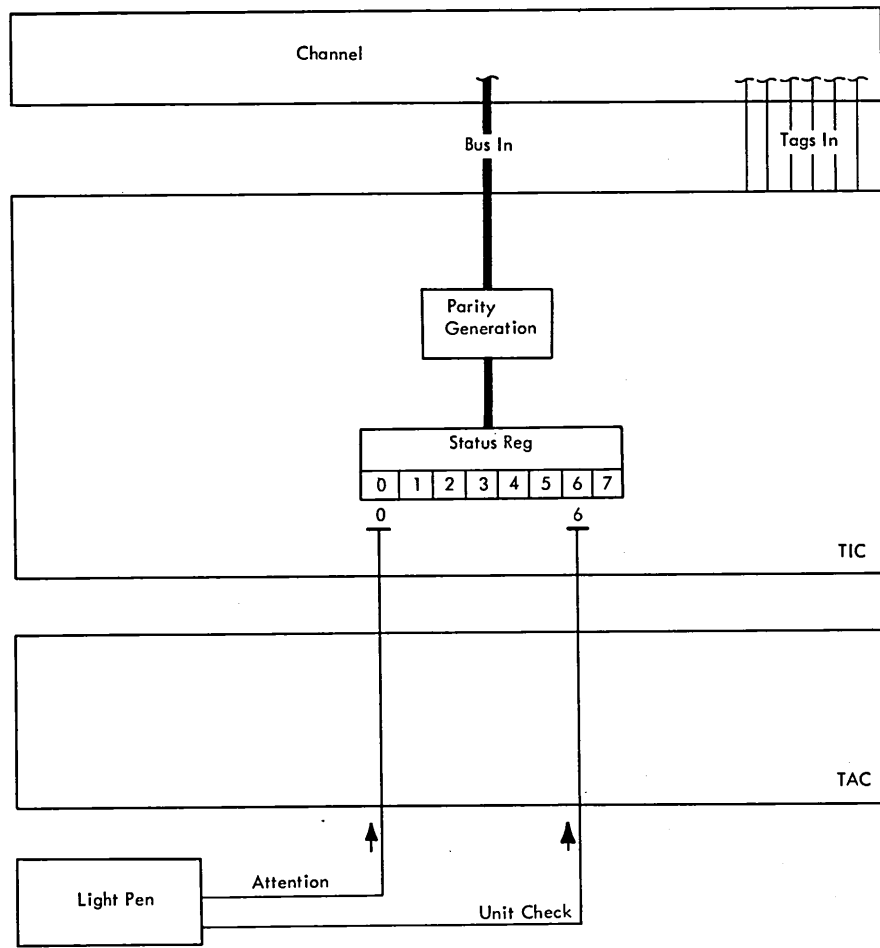 Channel
Bus In
Tags In
Parity
Generation
Status Reg
0 1 2 3 4 5 6 7
0 6
TIC
TAC
Light Pen
Attention
Unit Check